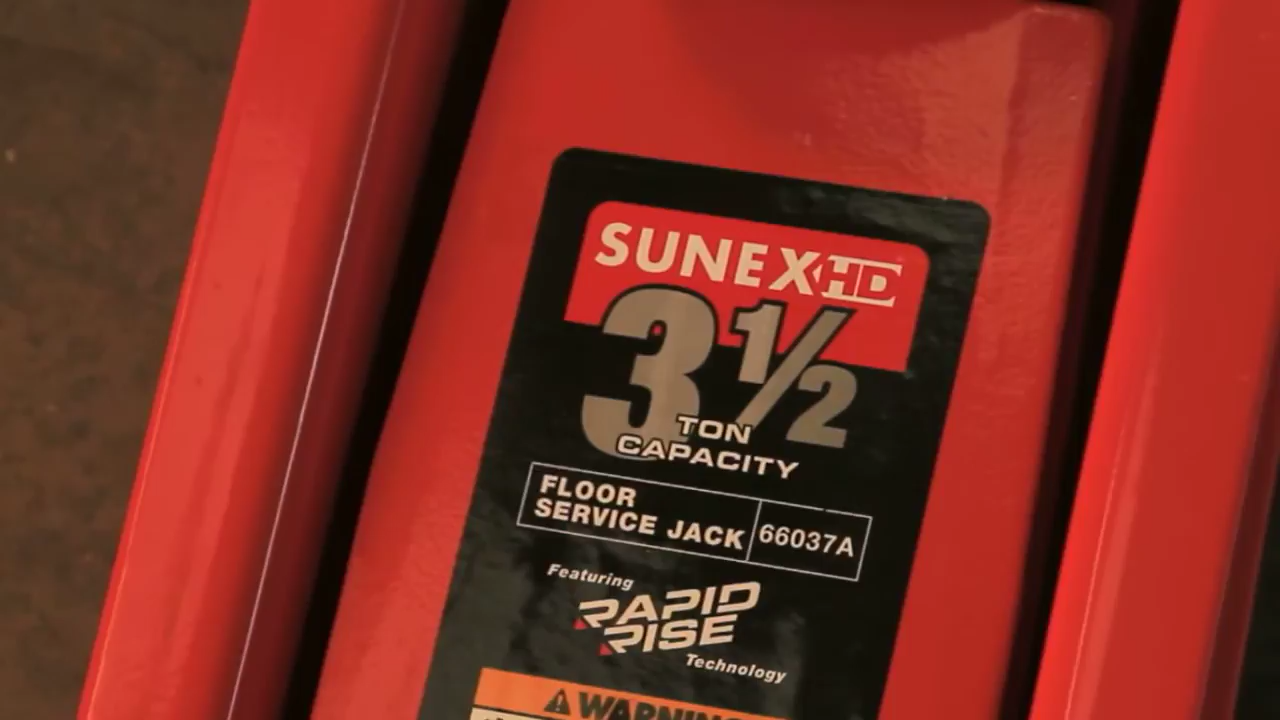 SUNEX HD
3 1/2
TON
CAPACITY
FLOOR
SERVICE JACK
66037A
Featuring
RAPID
RISE
Technology
WARNING